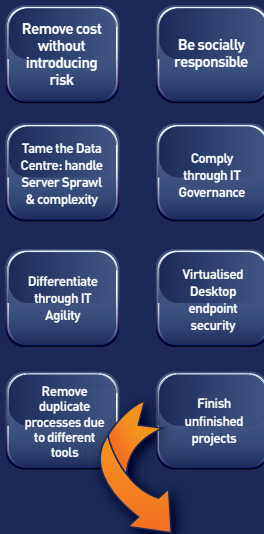 Remove cost
without
introducing
risk
Be socially
responsible
Tame the Data
Centre: handle
Server Sprawl
& complexity
Comply
through IT
Governance
Differentiate
through IT
Agility
Virtualised
Desktop
endpoint
security
Remove
duplicate
processes due
to different
tools
Finish
unfinished
projects